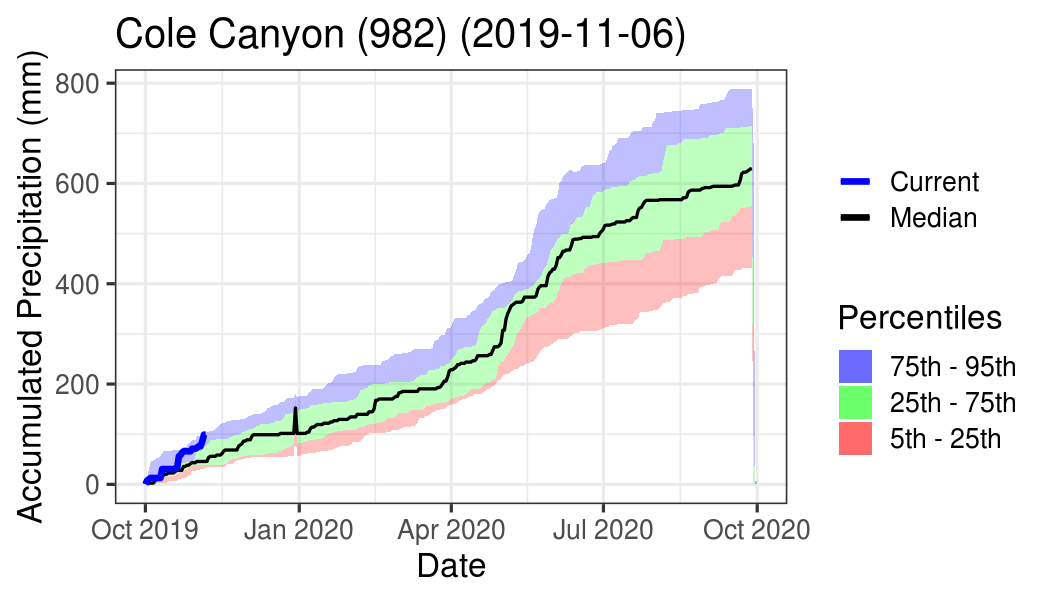 Cole Canyon (982) (2019-11-06)
Accumulated Precipitation (mm)
800
600
400
200
0
Oct 2019 Jan 2020 Apr 2020 Jul 2020 Oct 2020
Date
Current
Median
Percentiles
75th - 95th
25th - 75th
5th - 25th